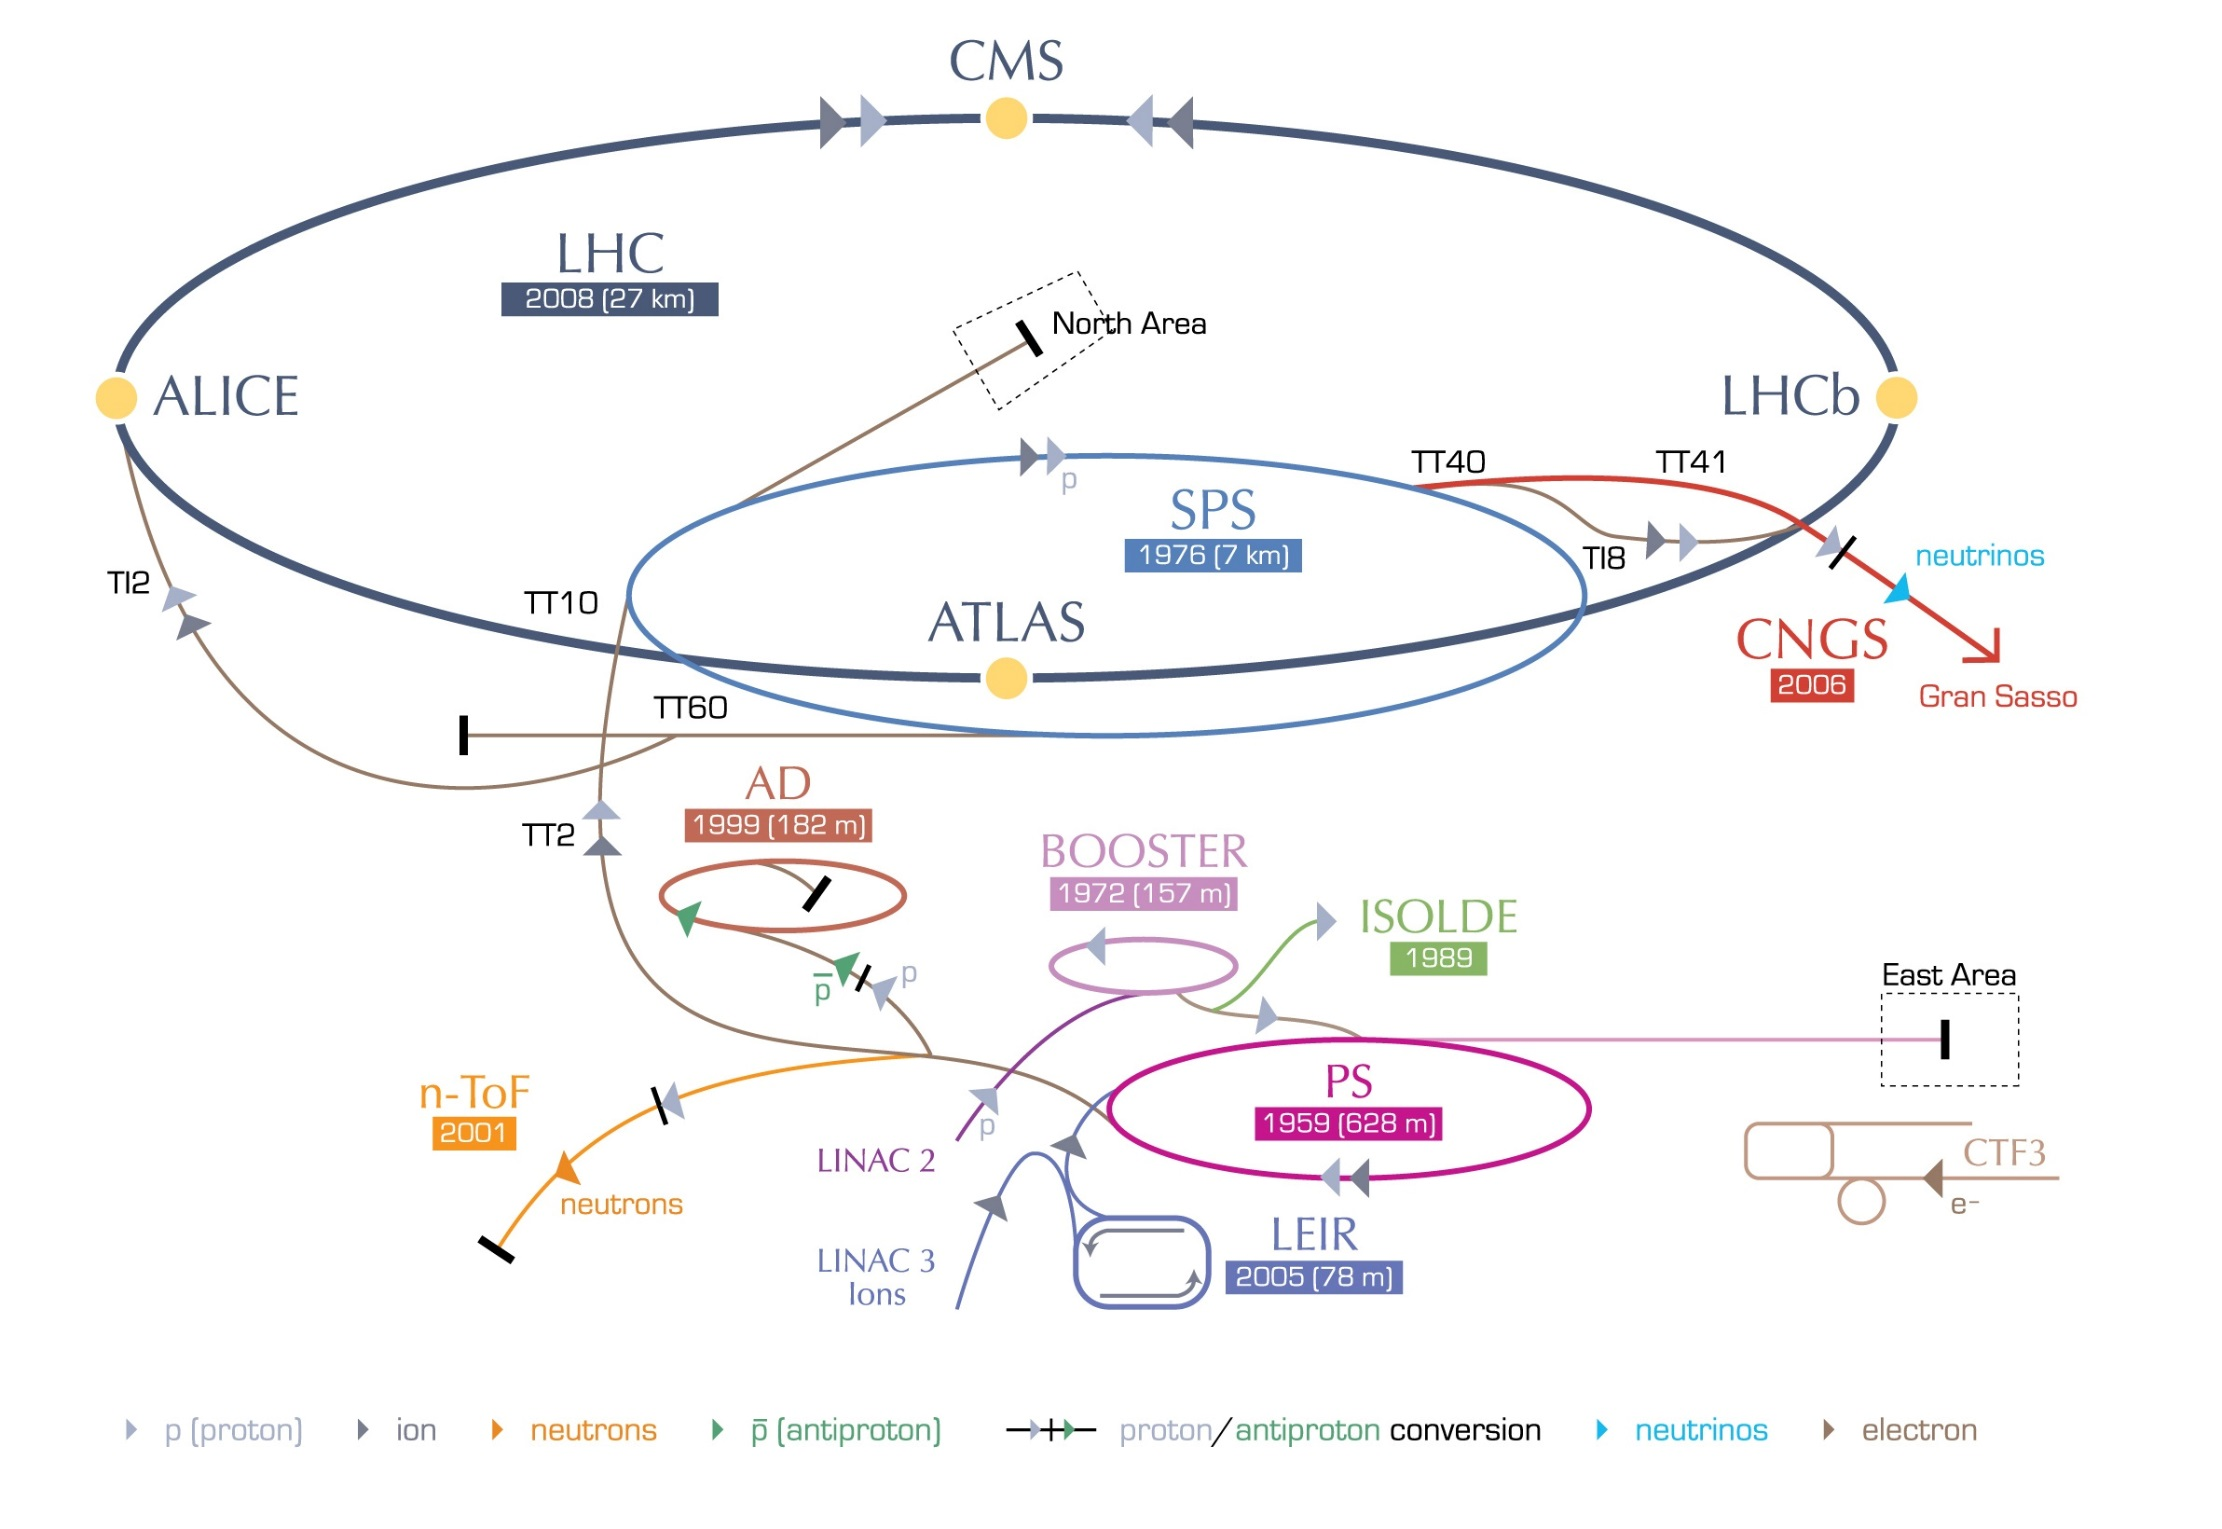 CMS
LHC
2008 (27 km)
North Area
ALICE
LHCb
TT40
TT41
p
SPS
1976 (7 km)
TI8
neutrinos
TI2
TT10
ATLAS
CNGS
2006
Gran Sasso
TT60
AD
1999 (182 m)
TT2
BOOSTER
1972 (157 m)
ISOLDE
1989
p̅
p
East Area
n-ToF
2001
neutrons
LINAC 2
p
PS
1959 (628 m)
CTF3
e-
LINAC 3
Ions
LEIR
2005 (78 m)
p (proton)
ion
neutrons
p̅ (antiproton)
proton/antiproton conversion
neutrinos
electron